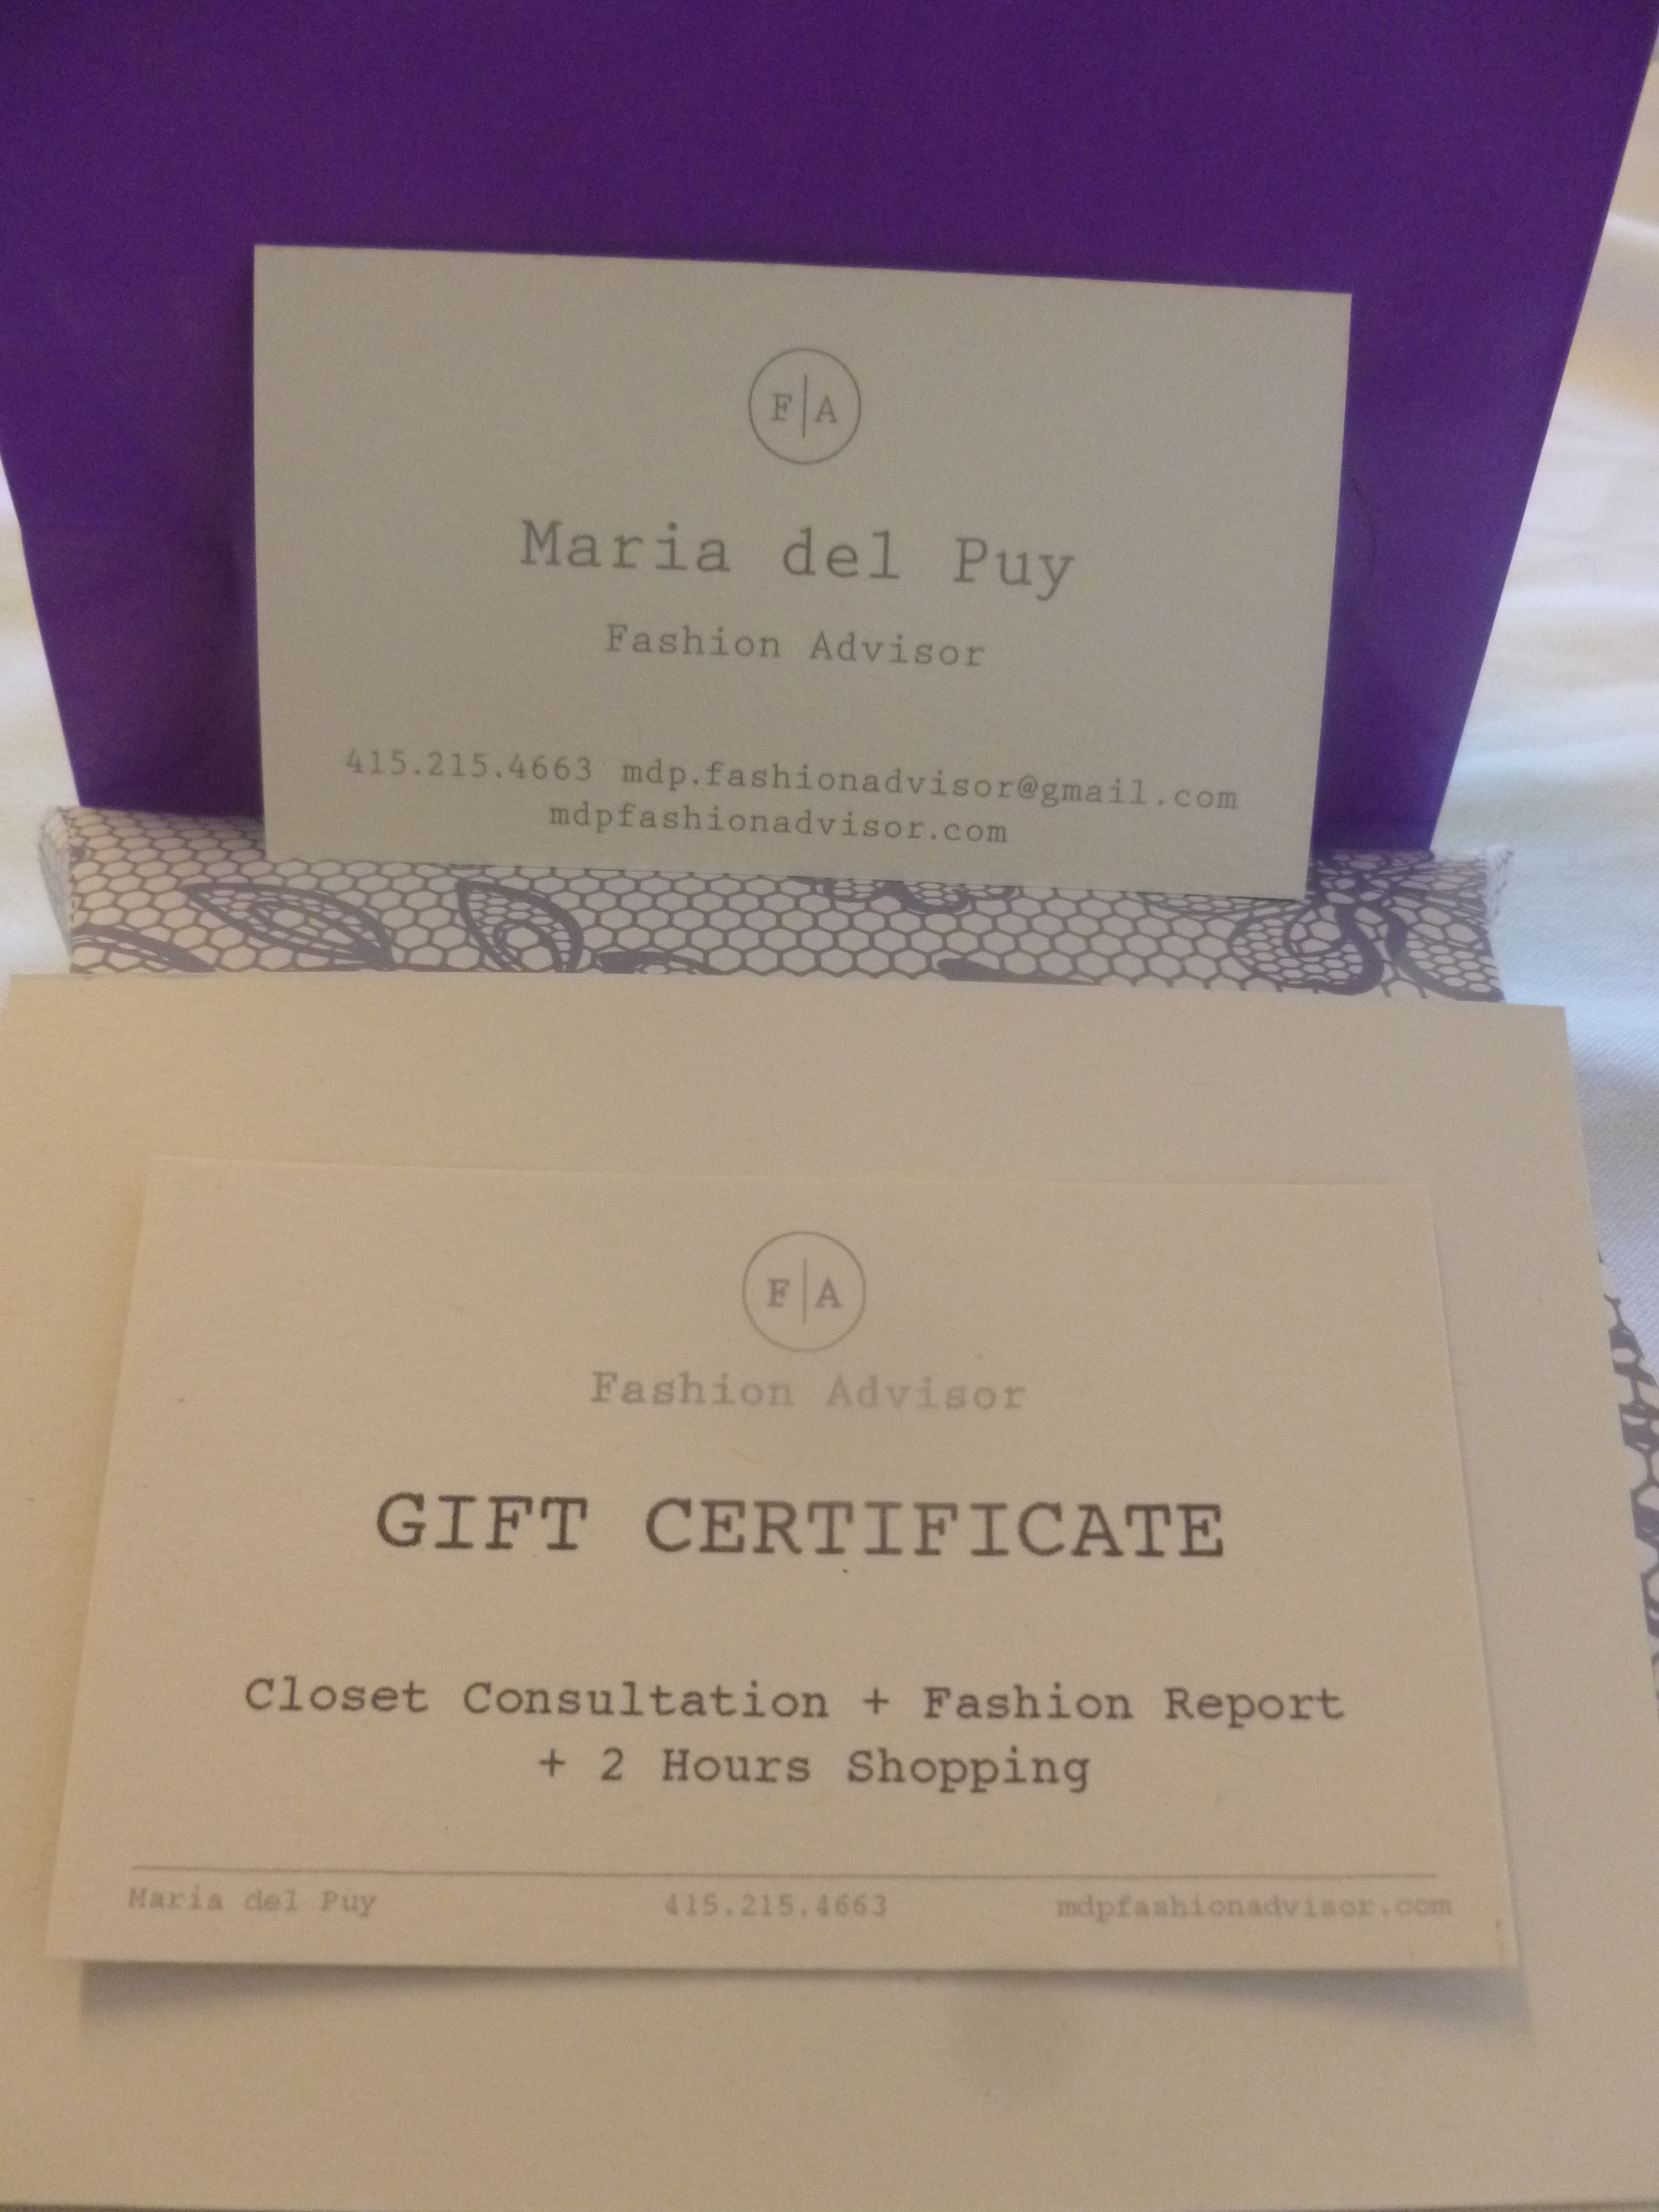 F|A
Maria del Puy
Fashion Advisor
415.215.4663 mdp.fashionadvisor@gmail.com
mdpfashionadvisor.com
F|A
Fashion Advisor
GIFT CERTIFICATE
Closet Consultation + Fashion Report
+ 2 Hours Shopping
Maria del Puy 415.215.4663 mdpfashionadvisor.com